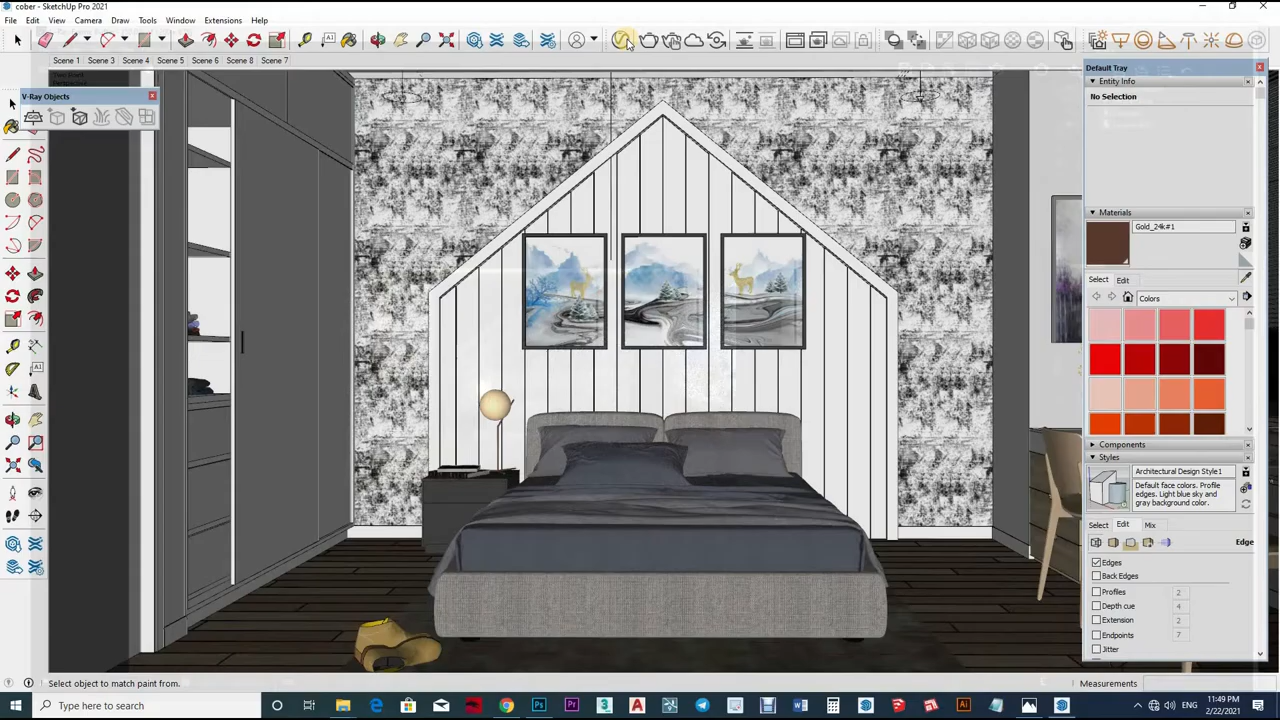 cober - SketchUp Pro 2021
File Edit View Camera Draw Tools Window Extensions Help
Scene 1 Scene 3 Scene 4 Scene 5 Scene 6 Scene 8 Scene 7
V-Ray Objects
Default Tray
Entity Info
No Selection
Materials
Gold_24k#1
Select Edit
Colors
Components
Styles
Architectural Design Style1
Default face colors. Profile
edges. Light blue sky and
gray background color.
Select Edit Mix
Edge
Edges
Back Edges
Profiles 2
Depth cue 4
Extension 2
Endpoints 7
Jitter
Select object to match paint from.
Measurements
Type here to search
11:49 PM
2/22/2021